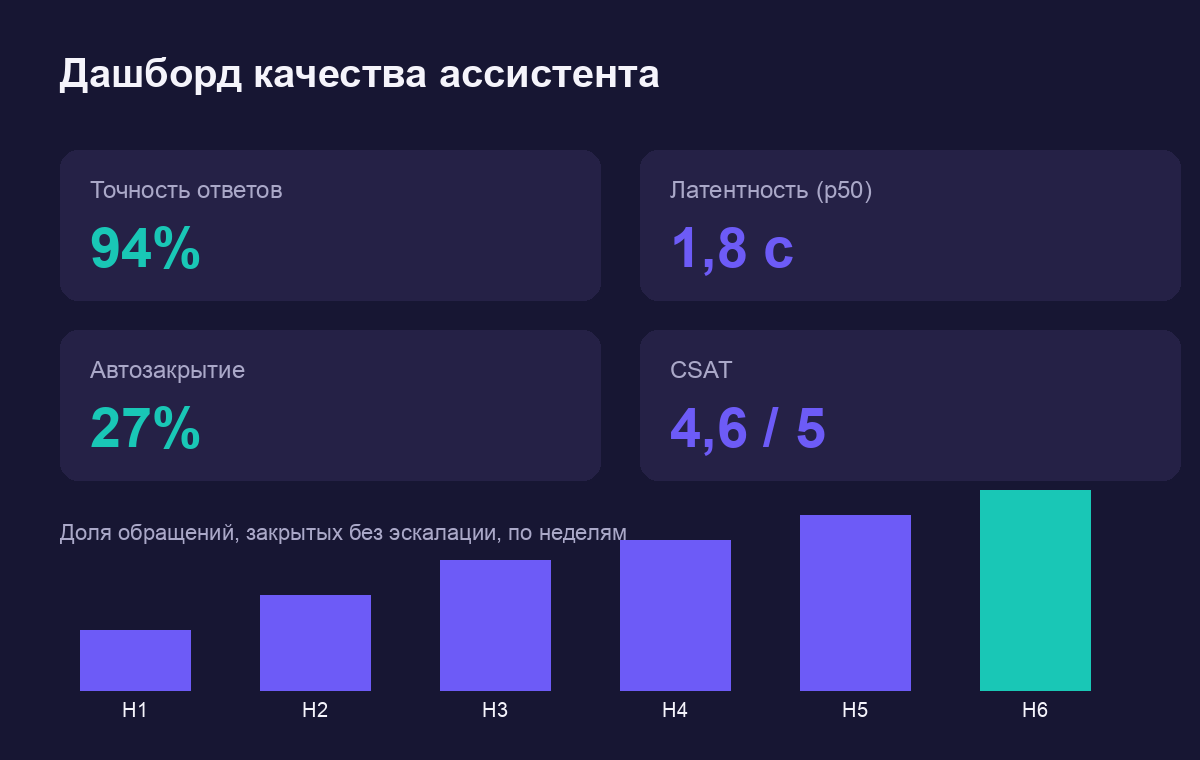 Дашборд качества ассистента
Точность ответов
94%
Латентность (p50)
1,8 с
Автозакрытие
27%
CSAT
4,6 / 5
Доля обращений, закрытых без эскалации, по неделям
Н1
Н2
Н3
Н4
Н5
Н6